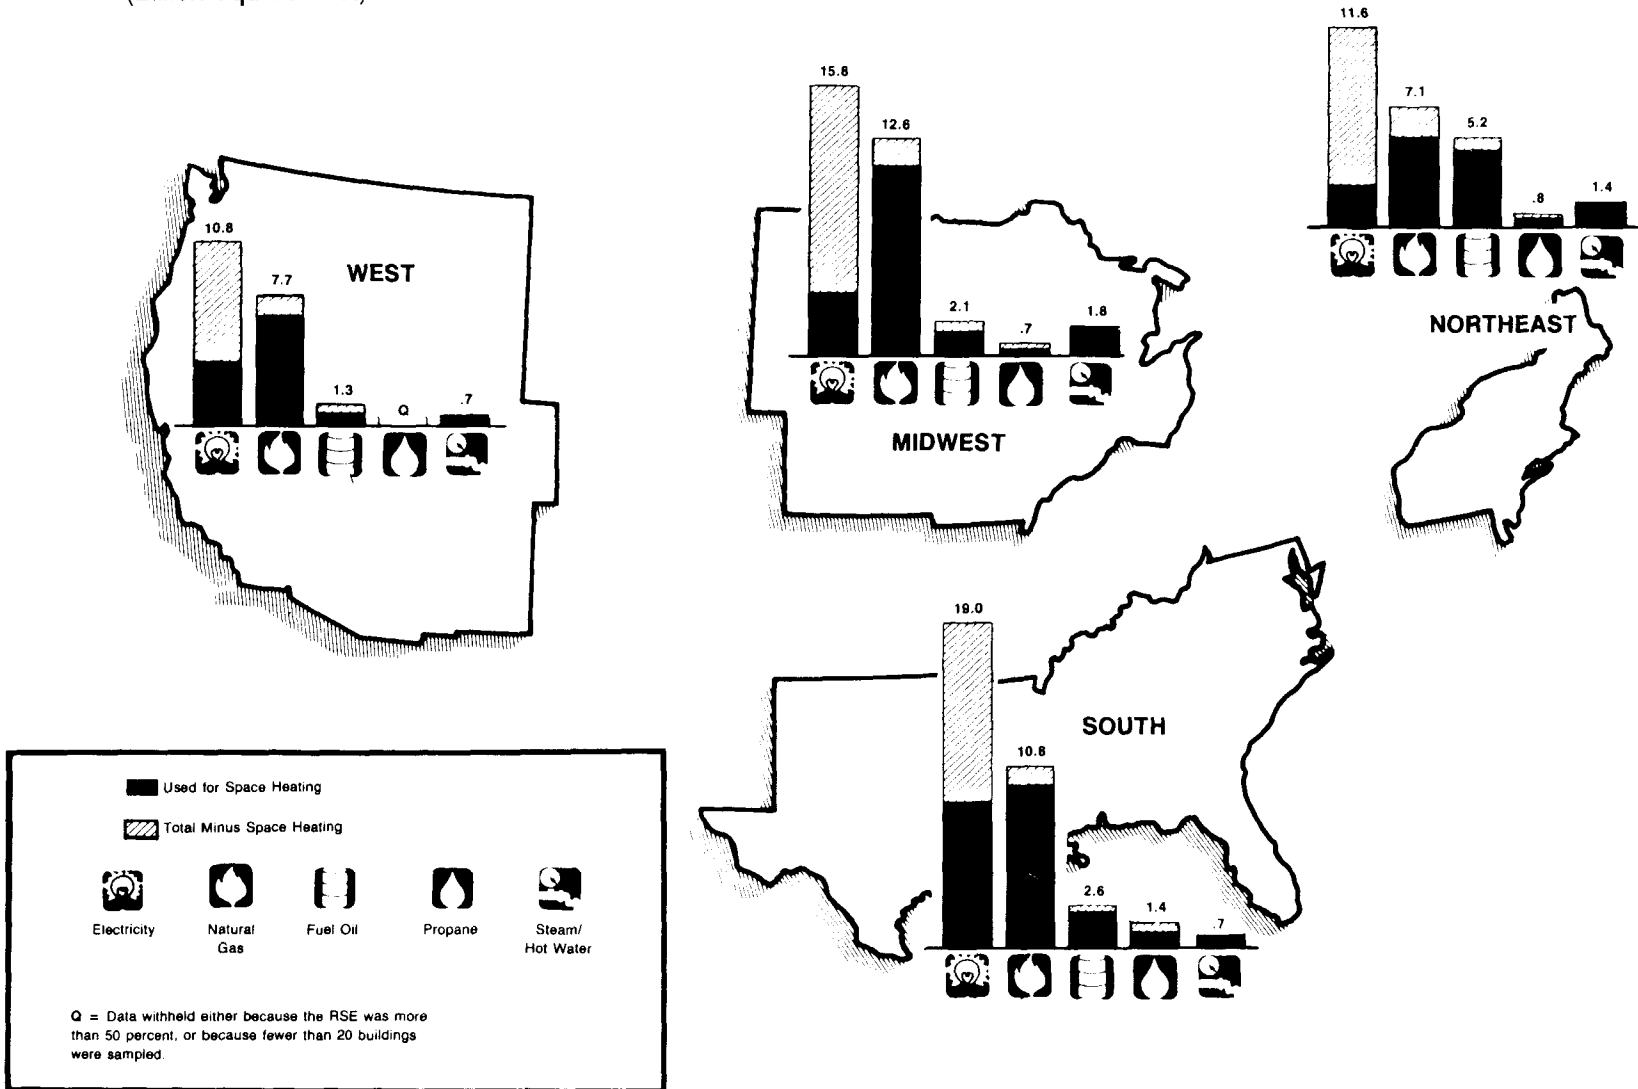 11.6
7.1
5.2
.8
1.4
NORTHEAST
15.8
12.6
2.1
.7
1.8
MIDWEST
10.8
7.7
1.3
Q
.7
WEST
19.0
10.8
2.6
1.4
.7
SOUTH
Used for Space Heating
Total Minus Space Heating
Electricity
Natural
Gas
Fuel Oil
Propane
Steam/
Hot Water
Q = Data withheld either because the RSE was more
than 50 percent, or because fewer than 20 buildings
were sampled.